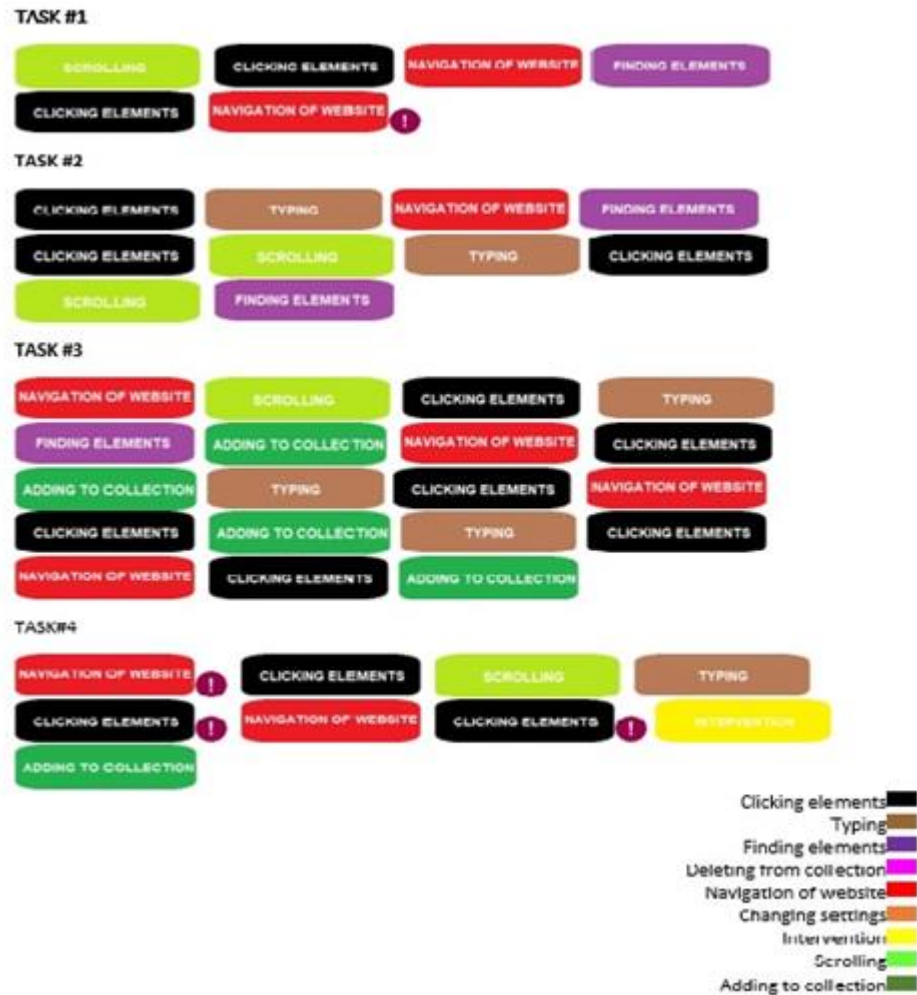 TASK #1
SCROLLING CLICKING ELEMENTS NAVIGATION OF WEBSITE FINDING ELEMENTS
CLICKING ELEMENTS NAVIGATION OF WEBSITE !
TASK #2
CLICKING ELEMENTS TYPING NAVIGATION OF WEBSITE FINDING ELEMENTS
CLICKING ELEMENTS SCROLLING TYPING CLICKING ELEMENTS
SCROLLING FINDING ELEMENTS
TASK #3
NAVIGATION OF WEBSITE SCROLLING CLICKING ELEMENTS TYPING
FINDING ELEMENTS ADDING TO COLLECTION NAVIGATION OF WEBSITE CLICKING ELEMENTS
ADDING TO COLLECTION TYPING CLICKING ELEMENTS NAVIGATION OF WEBSITE
CLICKING ELEMENTS ADDING TO COLLECTION TYPING CLICKING ELEMENTS
NAVIGATION OF WEBSITE CLICKING ELEMENTS ADDING TO COLLECTION
TASK#4
NAVIGATION OF WEBSITE ! CLICKING ELEMENTS SCROLLING TYPING
CLICKING ELEMENTS ! NAVIGATION OF WEBSITE CLICKING ELEMENTS ! INTERVENTION
ADDING TO COLLECTION
Clicking elements
Typing
Finding elements
Deleting from collection
Navigation of website
Changing settings
Intervention
Scrolling
Adding to collection